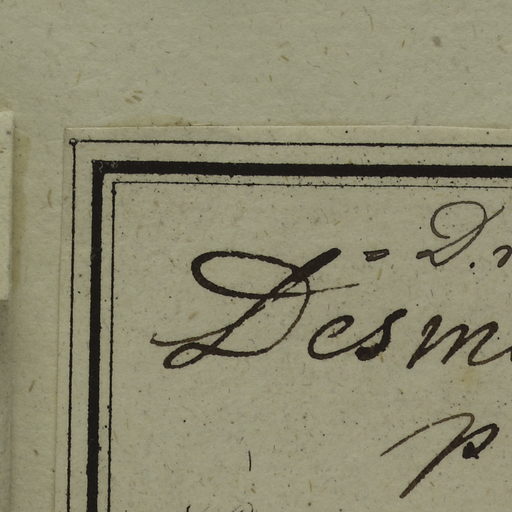 = D.
Desm
p